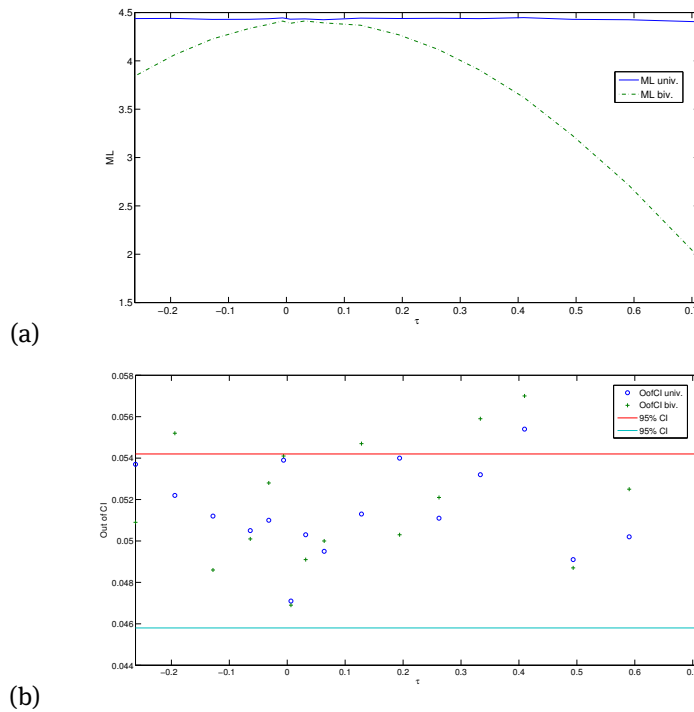 4.5
4
3.5
3
2.5
2
1.5
ML
−0.2 −0.1 0 0.1 0.2 0.3 0.4 0.5 0.6 0.7
τ
ML univ.
ML biv.
(a)
0.058
0.056
0.054
0.052
0.05
0.048
0.046
0.044
Out of CI
−0.2 −0.1 0 0.1 0.2 0.3 0.4 0.5 0.6 0.7
τ
OofCI univ.
OofCI biv.
95% CI
95% CI
(b)